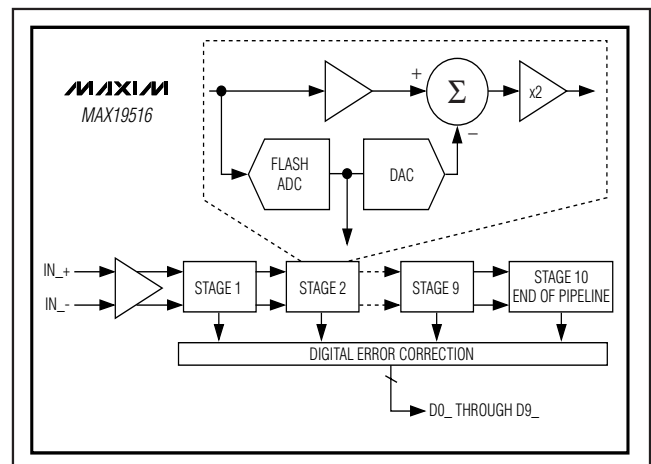 MAXIM
MAX19516
+
Σ
x2
−
FLASH
ADC
DAC
IN_+
IN_-
STAGE 1
STAGE 2
STAGE 9
STAGE 10
END OF PIPELINE
DIGITAL ERROR CORRECTION
D0_ THROUGH D9_